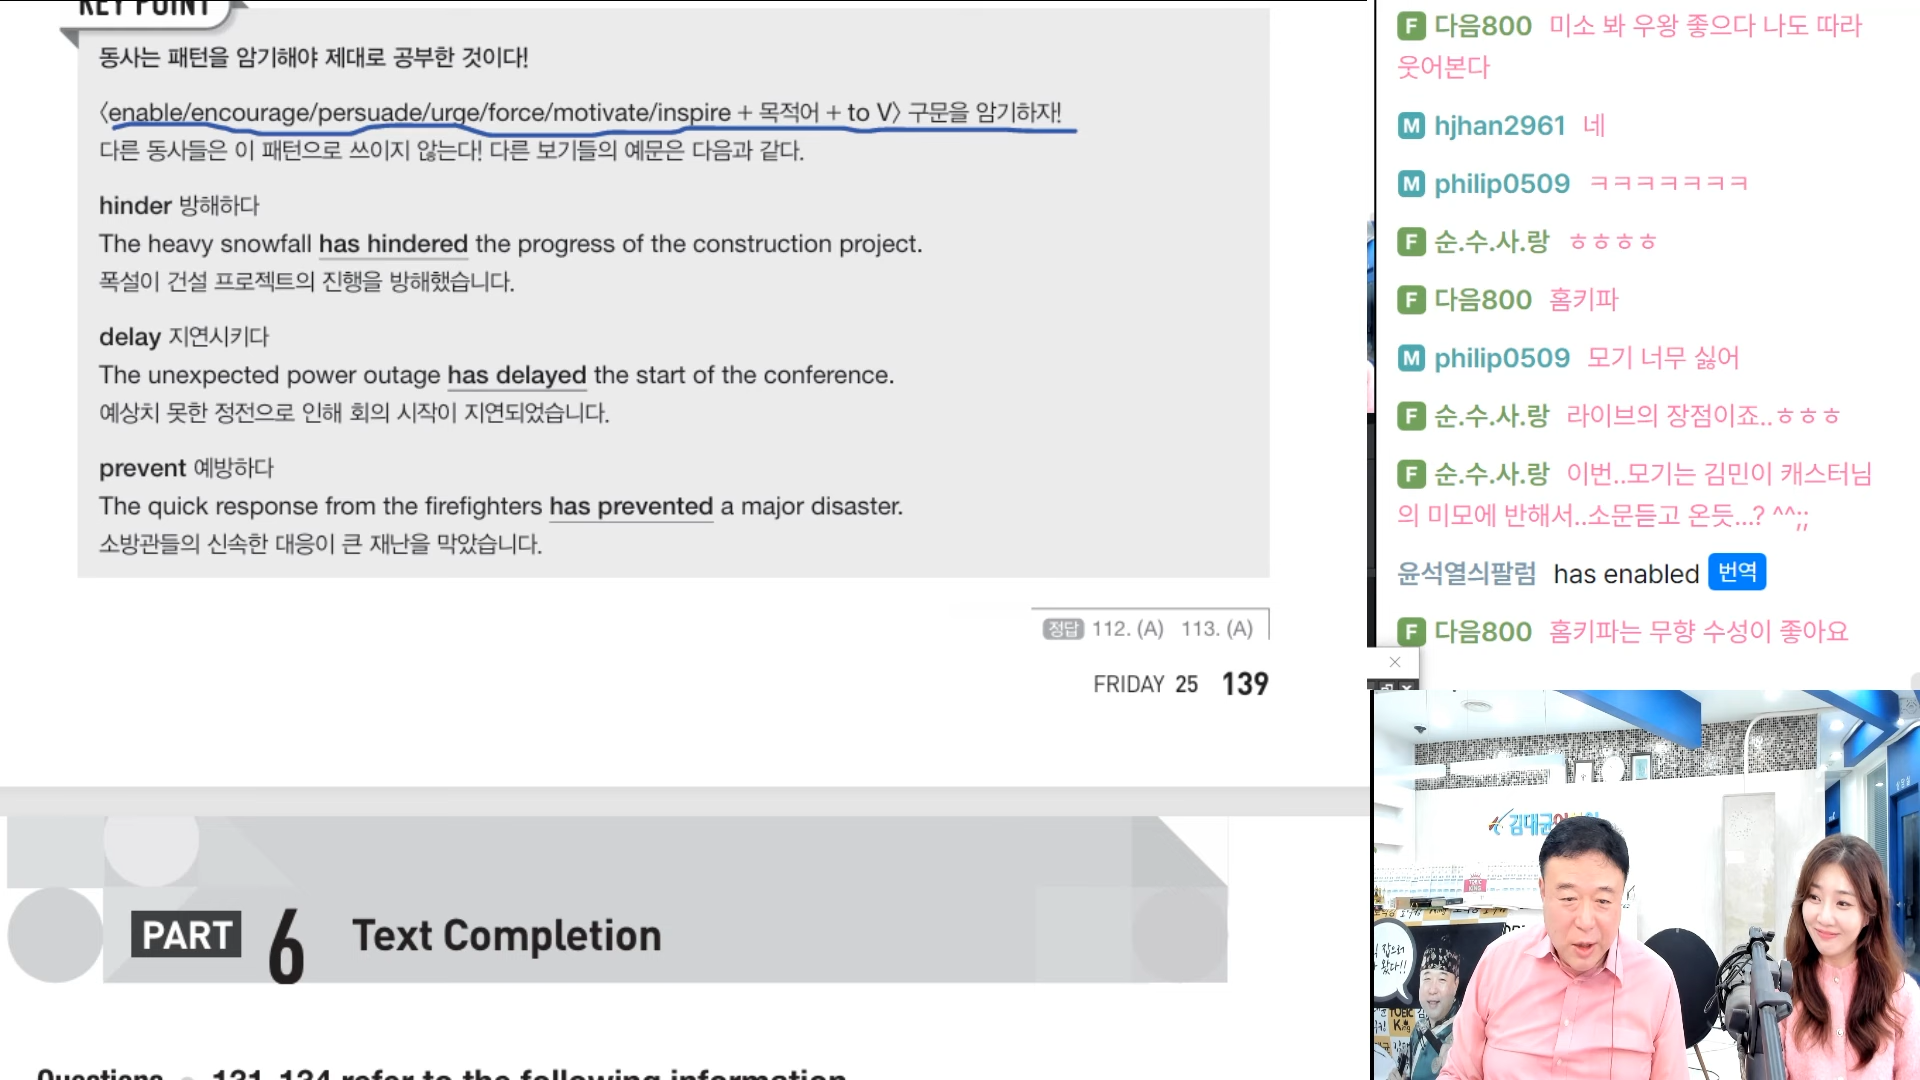 KEY POINT
동사는 패턴을 암기해야 제대로 공부한 것이다!
〈enable/encourage/persuade/urge/force/motivate/inspire + 목적어 + to V〉 구문을 암기하자!
다른 동사들은 이 패턴으로 쓰이지 않는다! 다른 보기들의 예문은 다음과 같다.
hinder 방해하다
The heavy snowfall has hindered the progress of the construction project.
폭설이 건설 프로젝트의 진행을 방해했습니다.
delay 지연시키다
The unexpected power outage has delayed the start of the conference.
예상치 못한 정전으로 인해 회의 시작이 지연되었습니다.
prevent 예방하다
The quick response from the firefighters has prevented a major disaster.
소방관들의 신속한 대응이 큰 재난을 막았습니다.
정답 112. (A) 113. (A)
FRIDAY 25 139
PART 6 Text Completion
Questions 131-134 refer to the following information
F 다음800 미소 봐 우왕 좋으다 나도 따라
웃어본다
M hjhan2961 네
M philip0509 ㅋㅋㅋㅋㅋㅋㅋ
F 순.수.사.랑 ㅎㅎㅎㅎ
F 다음800 홈키파
M philip0509 모기 너무 싫어
F 순.수.사.랑 라이브의 장점이죠..ㅎㅎㅎ
F 순.수.사.랑 이번..모기는 김민이 캐스터님
의 미모에 반해서..소문듣고 온듯...? ^^;;
윤석열싀팔럼 has enabled 번역
F 다음800 홈키파는 무향 수성이 좋아요
김대균